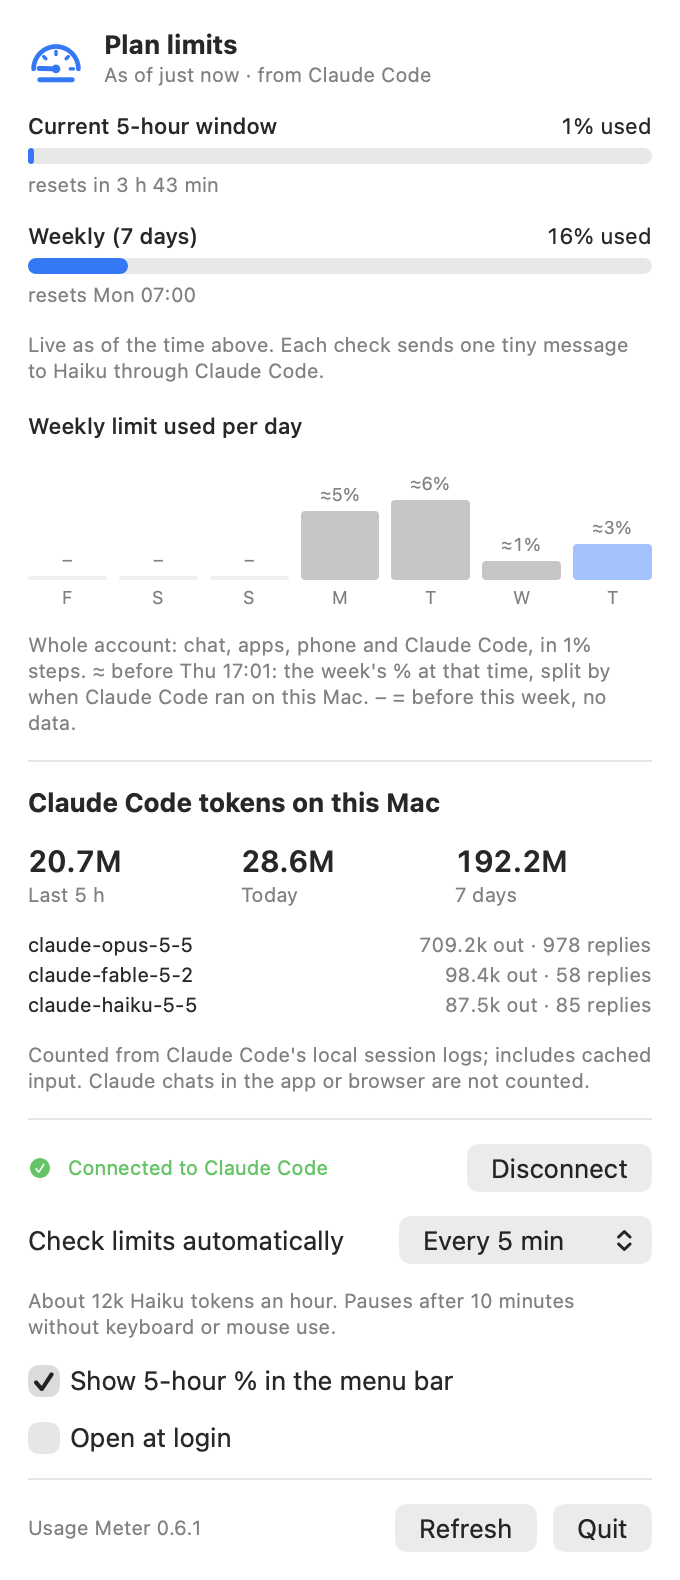 Plan limits
As of just now · from Claude Code
Current 5-hour window 1% used
resets in 3 h 43 min
Weekly (7 days) 16% used
resets Mon 07:00
Live as of the time above. Each check sends one tiny message
to Haiku through Claude Code.
Weekly limit used per day
– – – ≈5% ≈6% ≈1% ≈3%
F S S M T W T
Whole account: chat, apps, phone and Claude Code, in 1%
steps. ≈ before Thu 17:01: the week's % at that time, split by
when Claude Code ran on this Mac. – = before this week, no
data.
Claude Code tokens on this Mac
20.7M 28.6M 192.2M
Last 5 h Today 7 days
claude-opus-5-5 709.2k out · 978 replies
claude-fable-5-2 98.4k out · 58 replies
claude-haiku-5-5 87.5k out · 85 replies
Counted from Claude Code's local session logs; includes cached
input. Claude chats in the app or browser are not counted.
Connected to Claude Code Disconnect
Check limits automatically Every 5 min
About 12k Haiku tokens an hour. Pauses after 10 minutes
without keyboard or mouse use.
Show 5-hour % in the menu bar
Open at login
Usage Meter 0.6.1 Refresh Quit